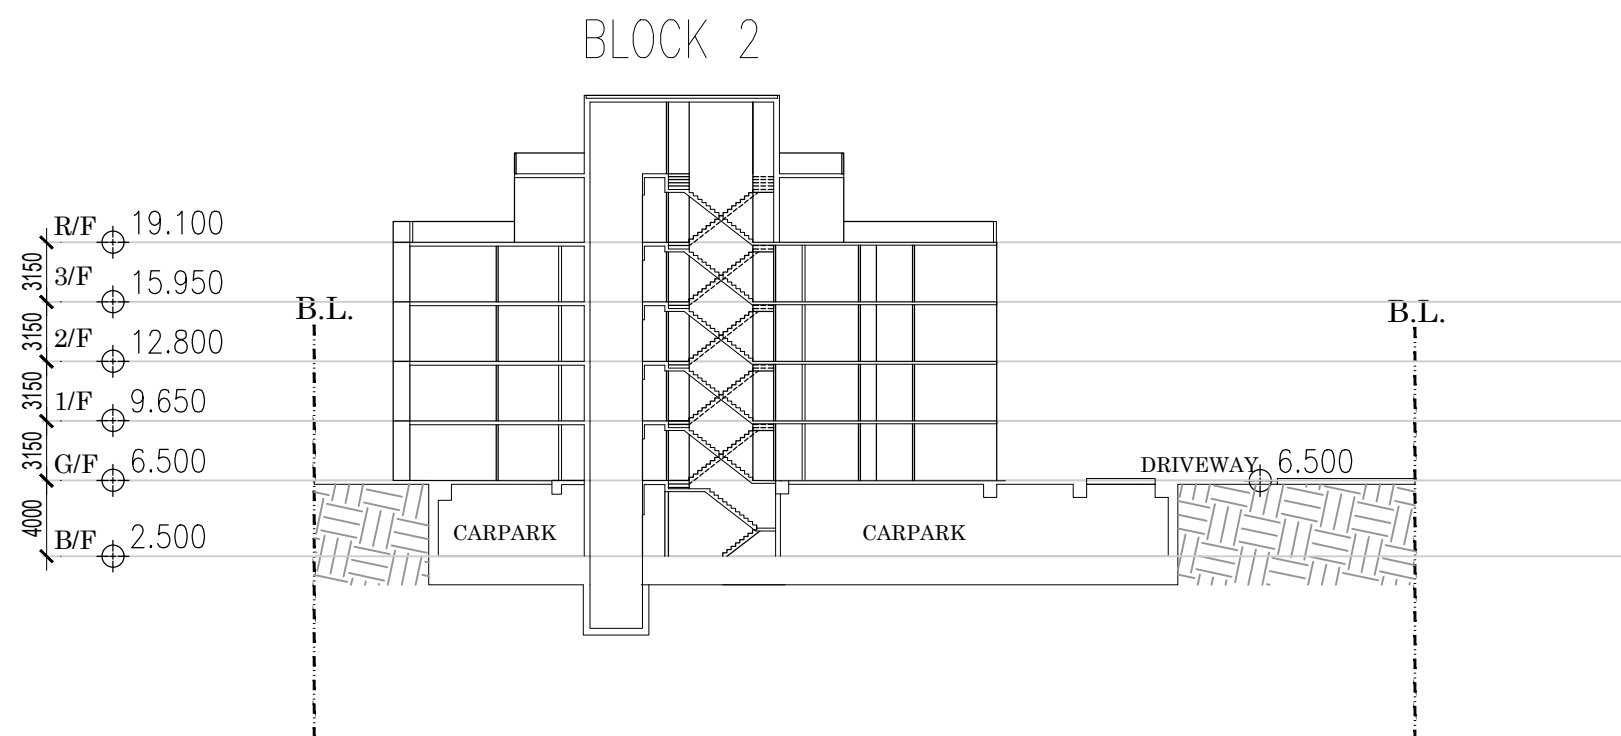 BLOCK 2
R/F 19.100
3150
3/F 15.950
B.L.
B.L.
3150
2/F 12.800
3150
1/F 9.650
3150
G/F 6.500
DRIVEWAY 6.500
4000
CARPARK
CARPARK
B/F 2.500